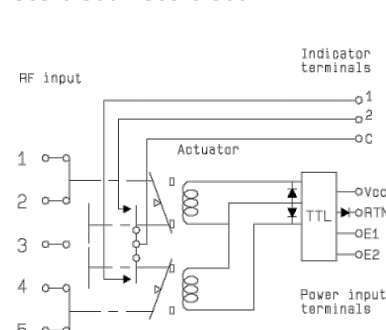 Indicator
terminals
RF input
1
2
C
Actuator
1
2
3
4
Vcc
TTL
RTN
E1
E2
Power input
terminals